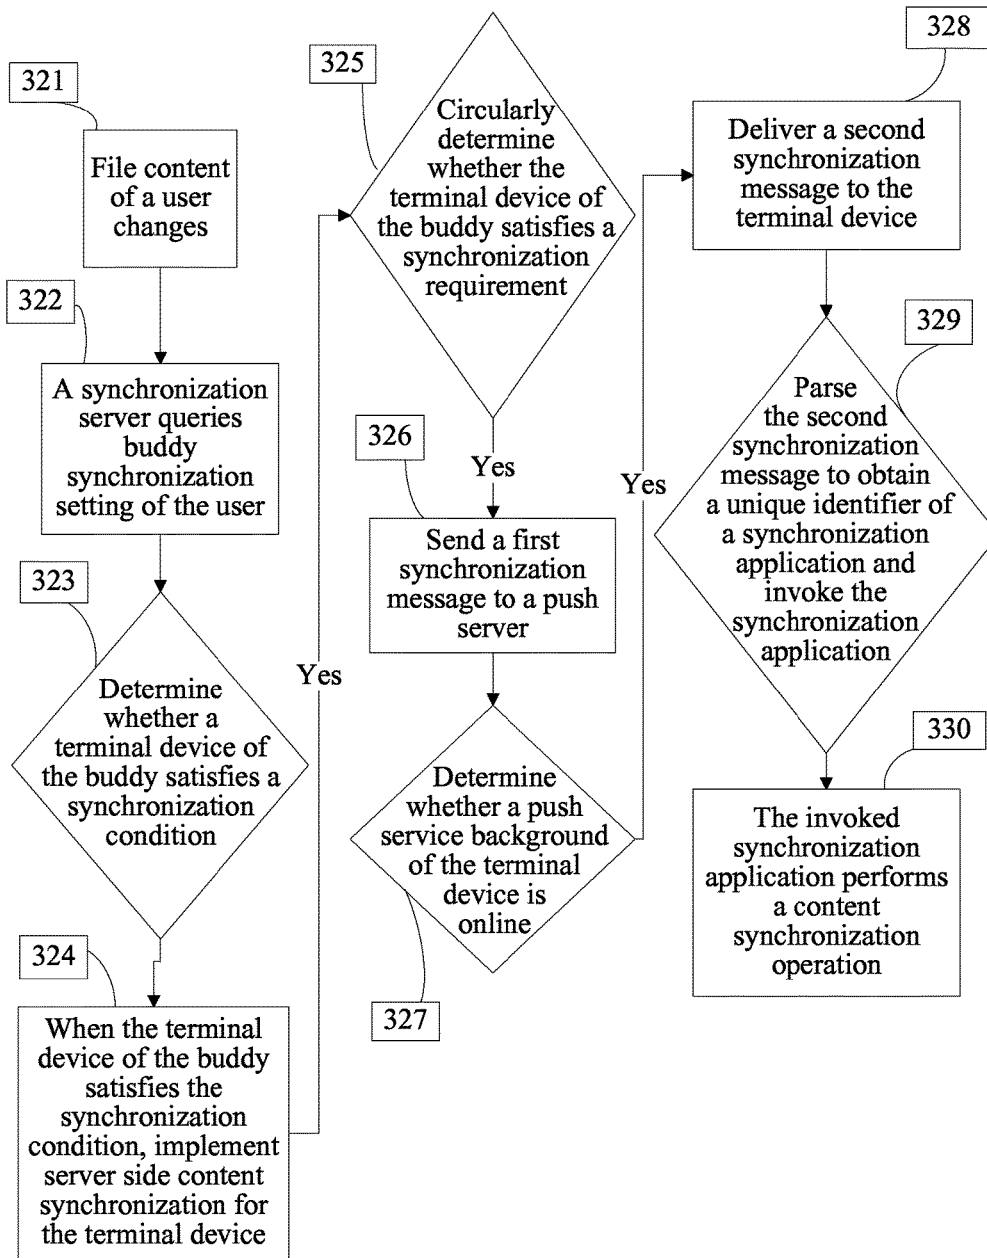 321
File content
of a user
changes
322
A synchronization
server queries
buddy
synchronization
setting of the user
323
Determine
whether a
terminal device of
the buddy satisfies a
synchronization
condition
324
When the terminal
device of the buddy
satisfies the
synchronization
condition, implement
server side content
synchronization for
the terminal device
Yes
325
Circularly
determine
whether the
terminal device of
the buddy satisfies a
synchronization
requirement
Yes
326
Send a first
synchronization
message to a push
server
Determine
whether a push
service background
of the terminal
device is
online
327
Yes
328
Deliver a second
synchronization
message to the
terminal device
329
Parse
the second
synchronization
message to obtain
a unique identifier of
a synchronization
application and
invoke the
synchronization
application
330
The invoked
synchronization
application performs
a content
synchronization
operation